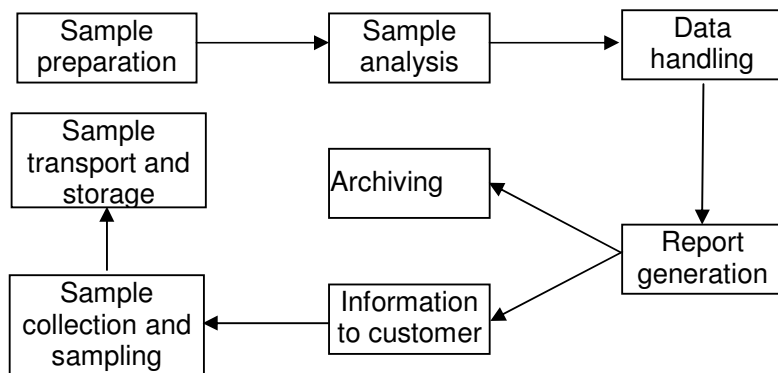 Sample
preparation
Sample
analysis
Data
handling
Sample
transport and
storage
Archiving
Report
generation
Sample
collection and
sampling
Information
to customer